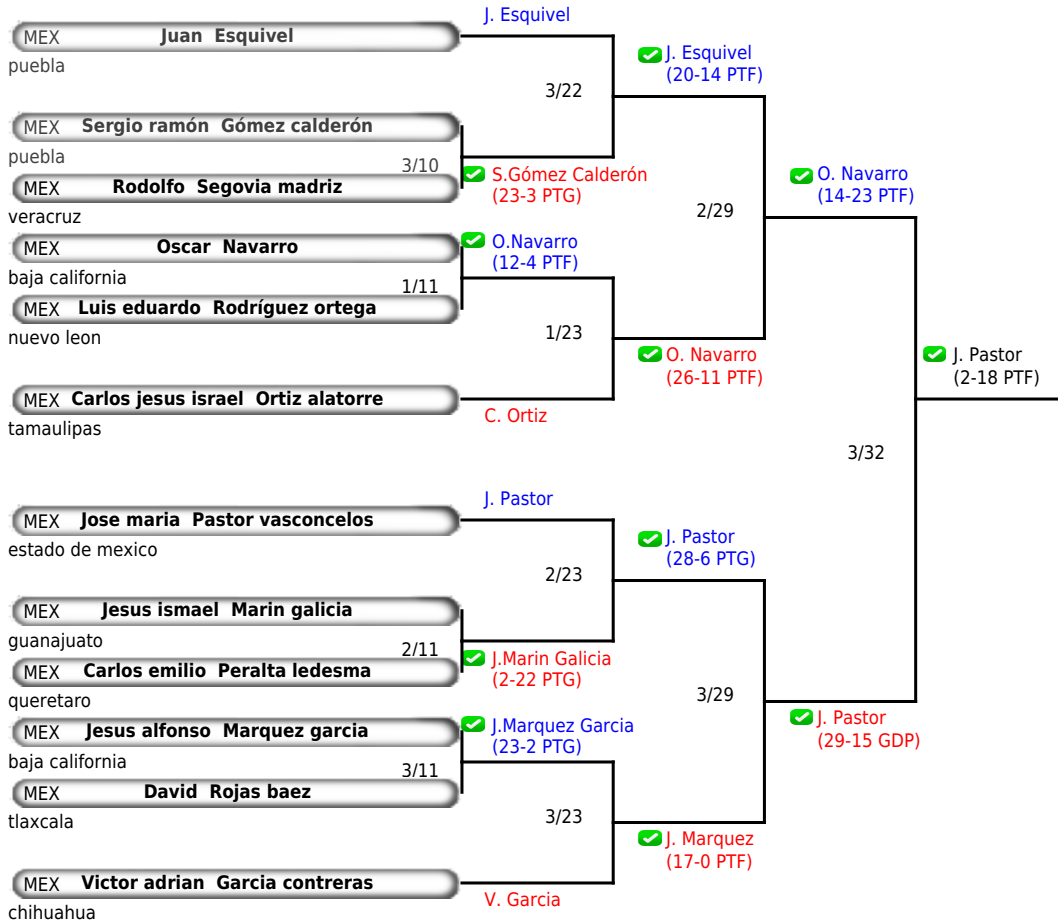 J. Esquivel
MEX Juan Esquivel
puebla
J. Esquivel
(20-14 PTF)
3/22
MEX Sergio ramón Gómez calderón
puebla
3/10
S.Gómez Calderón
(23-3 PTG)
MEX Rodolfo Segovia madriz
veracruz
O. Navarro
(14-23 PTF)
2/29
MEX Oscar Navarro
baja california
O.Navarro
(12-4 PTF)
1/11
MEX Luis eduardo Rodríguez ortega
nuevo leon
1/23
O. Navarro
(26-11 PTF)
J. Pastor
(2-18 PTF)
MEX Carlos jesus israel Ortiz alatorre
tamaulipas
C. Ortiz
3/32
J. Pastor
MEX Jose maria Pastor vasconcelos
estado de mexico
J. Pastor
(28-6 PTG)
2/23
MEX Jesus ismael Marin galicia
guanajuato
2/11
J.Marin Galicia
(2-22 PTG)
MEX Carlos emilio Peralta ledesma
queretaro
3/29
MEX Jesus alfonso Marquez garcia
baja california
J.Marquez Garcia
(23-2 PTG)
J. Pastor
(29-15 GDP)
3/11
MEX David Rojas baez
tlaxcala
3/23
J. Marquez
(17-0 PTF)
MEX Victor adrian Garcia contreras
chihuahua
V. Garcia